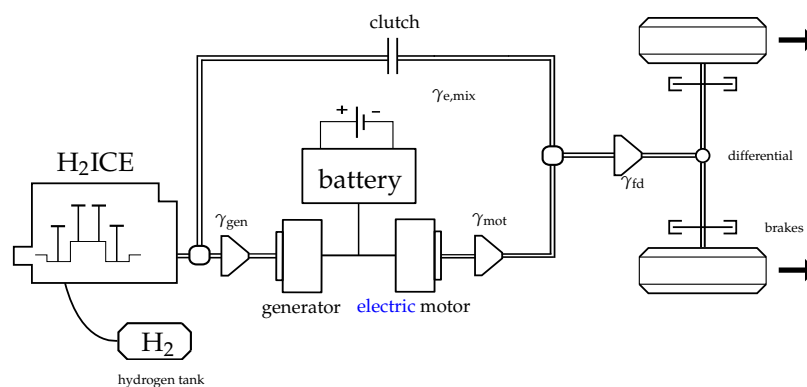 clutch
γe,mix
+ −
H2ICE
battery
differential
γfd
γgen
γmot
brakes
generator
electric motor
H2
hydrogen tank